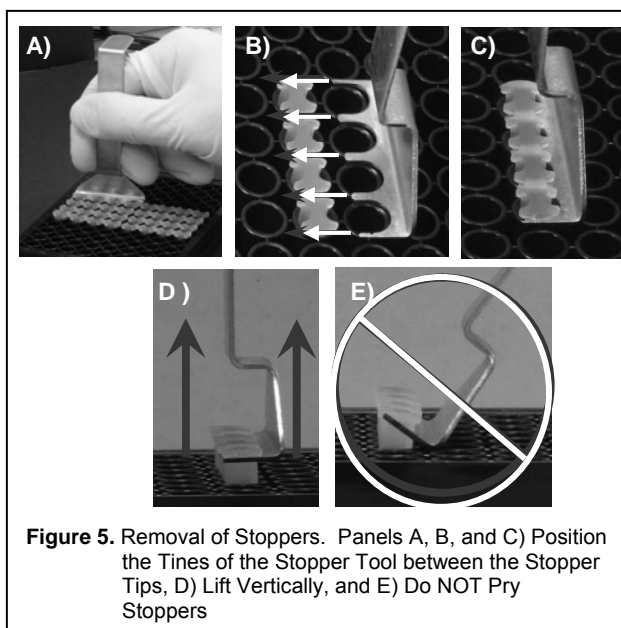 A)
B)
C)
D )
E)
Figure 5. Removal of Stoppers. Panels A, B, and C) Position
the Tines of the Stopper Tool between the Stopper
Tips, D) Lift Vertically, and E) Do NOT Pry
Stoppers